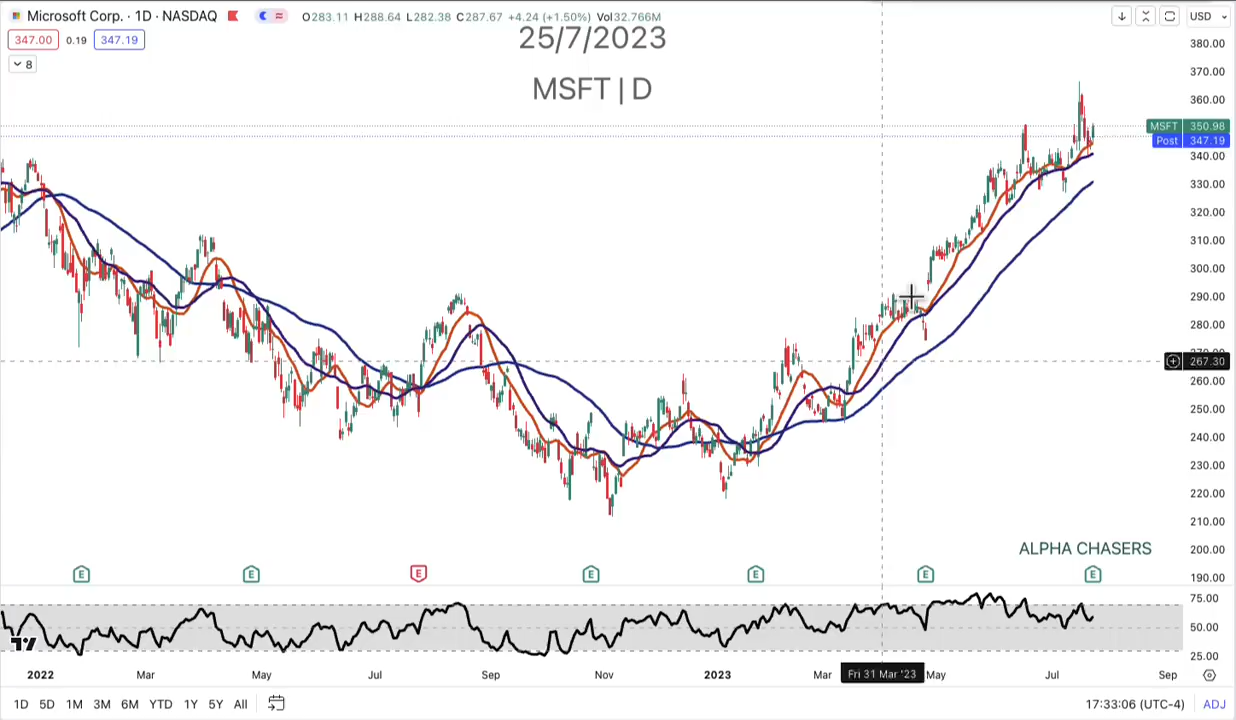 Microsoft Corp. · 1D · NASDAQ O283.11 H288.64 L282.38 C287.67 +4.24 (+1.50%) Vol32.766M USD
347.00 0.19 347.19
25/7/2023
8
MSFT | D
380.00
370.00
360.00
MSFT 350.98
Post 347.19
340.00
330.00
320.00
310.00
300.00
290.00
280.00
267.30
260.00
250.00
240.00
230.00
220.00
210.00
200.00
ALPHA CHASERS
E E E E E E E
190.00
75.00
50.00
25.00
2022 Mar May Jul Sep Nov 2023 Mar Fri 31 Mar '23 May Jul Sep
1D 5D 1M 3M 6M YTD 1Y 5Y All 17:33:06 (UTC-4) ADJ